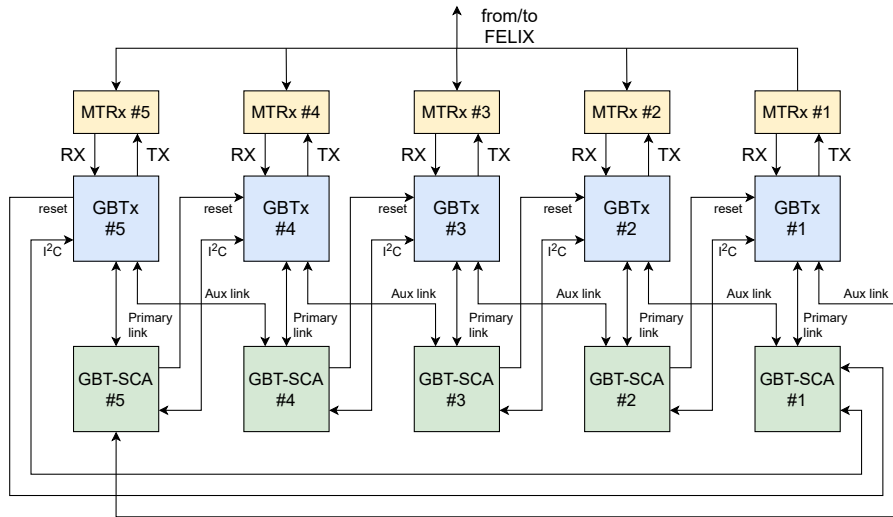 from/to
FELIX
MTRx #5
MTRx #4
MTRx #3
MTRx #2
MTRx #1
RX
TX
RX
TX
RX
TX
RX
TX
RX
TX
GBTx
#5
GBTx
#4
GBTx
#3
GBTx
#2
GBTx
#1
reset
reset
reset
reset
reset
I²C
I²C
I²C
I²C
I²C
Aux link
Aux link
Aux link
Aux link
Aux link
Primary
link
Primary
link
Primary
link
Primary
link
Primary
link
GBT-SCA
#5
GBT-SCA
#4
GBT-SCA
#3
GBT-SCA
#2
GBT-SCA
#1